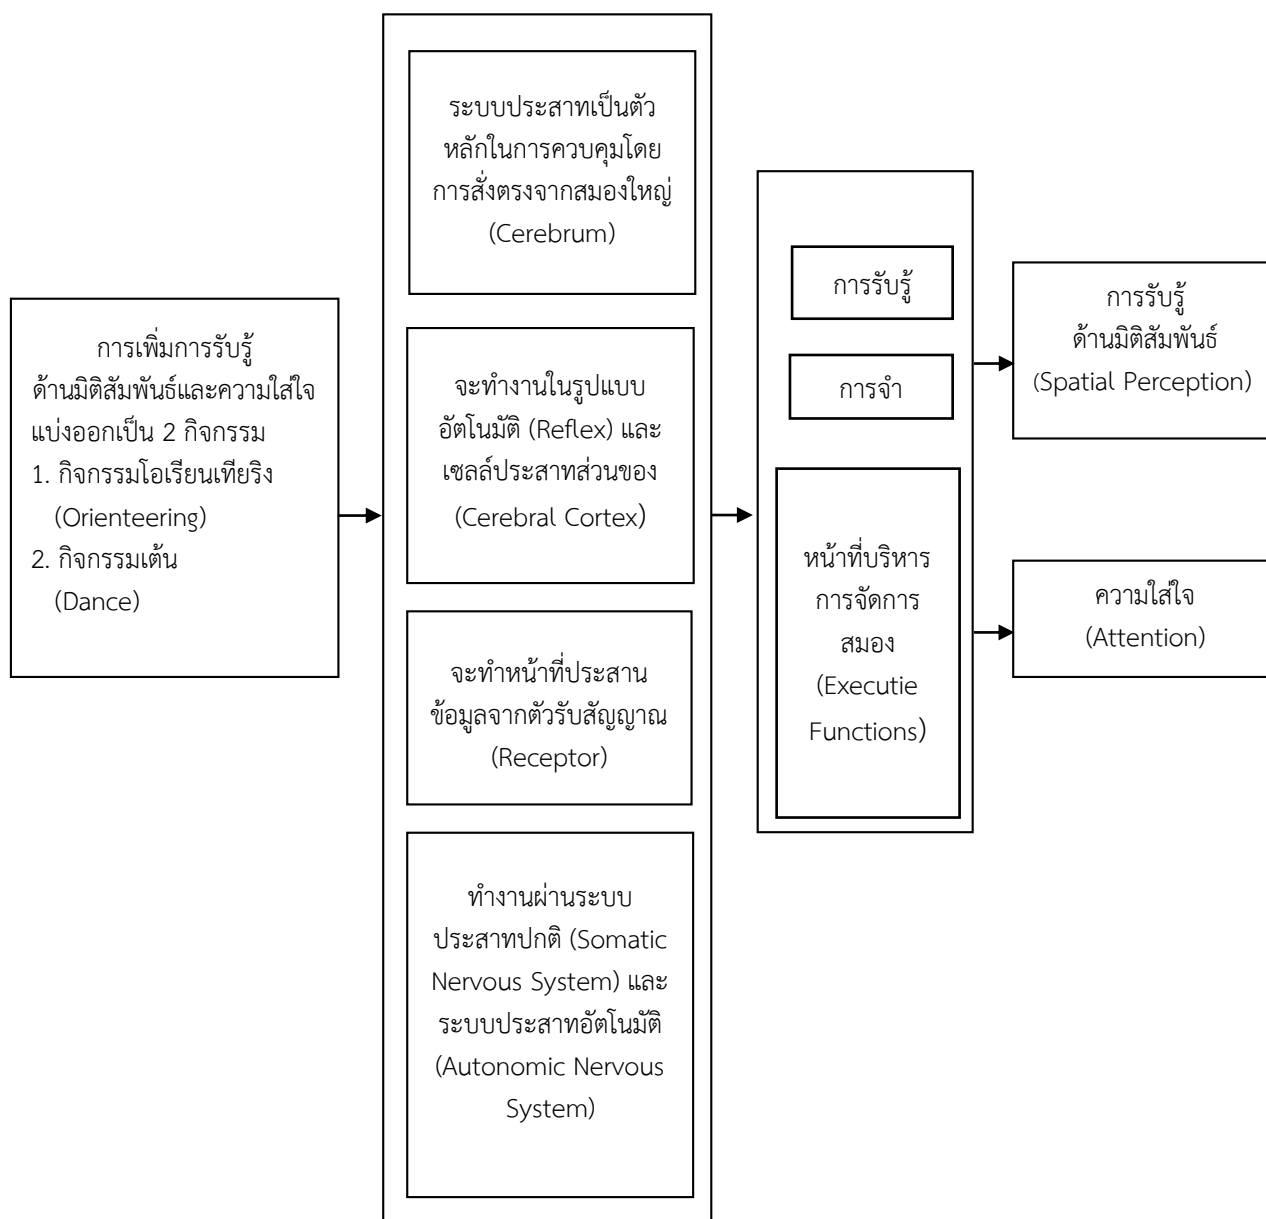 การเพิ่มการรับรู้
ด้านมิติสัมพันธ์และความใส่ใจ
แบ่งออกเป็น 2 กิจกรรม
1. กิจกรรมโอเรียนเทียริง
(Orienteering)
2. กิจกรรมเต้น
(Dance)
ระบบประสาทเป็นตัว
หลักในการควบคุมโดย
การสั่งตรงจากสมองใหญ่
(Cerebrum)
จะทำงานในรูปแบบ
อัตโนมัติ (Reflex) และ
เซลล์ประสาทส่วนของ
(Cerebral Cortex)
จะทำหน้าที่ประสาน
ข้อมูลจากตัวรับสัญญาณ
(Receptor)
ทำงานผ่านระบบ
ประสาทปกติ (Somatic
Nervous System) และ
ระบบประสาทอัตโนมัติ
(Autonomic Nervous
System)
การรับรู้
การจำ
หน้าที่บริหาร
การจัดการ
สมอง
(Executie
Functions)
การรับรู้
ด้านมิติสัมพันธ์
(Spatial Perception)
ความใส่ใจ
(Attention)